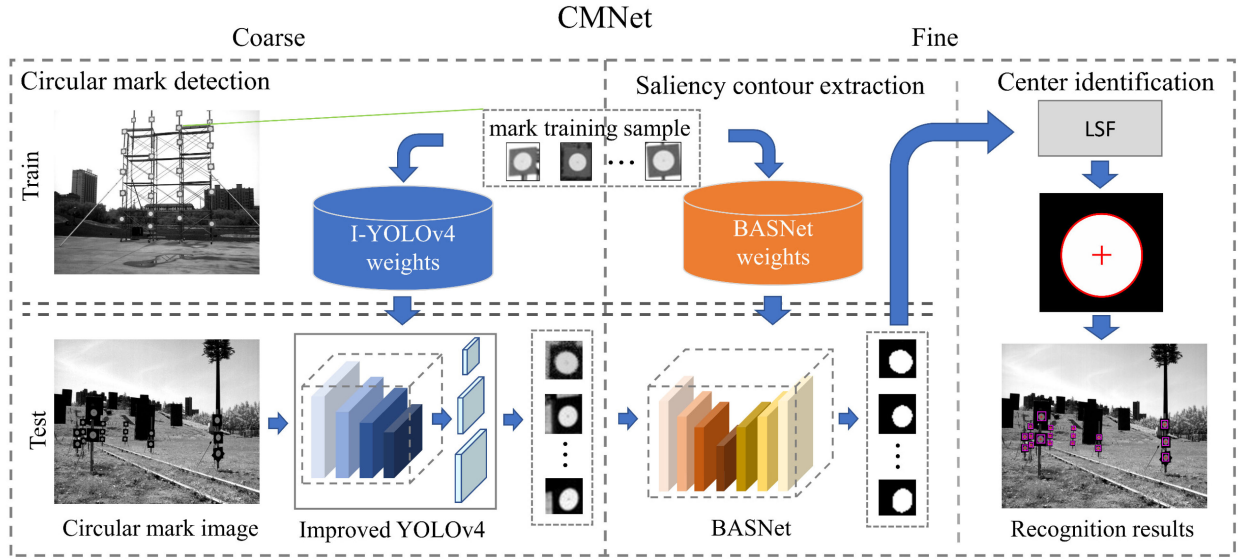 CMNet
Coarse
Fine
Circular mark detection
Saliency contour extraction
Center identification
Train
mark training sample
LSF
I-YOLOv4
weights
BASNet
weights
Test
Circular mark image
Improved YOLOv4
BASNet
Recognition results